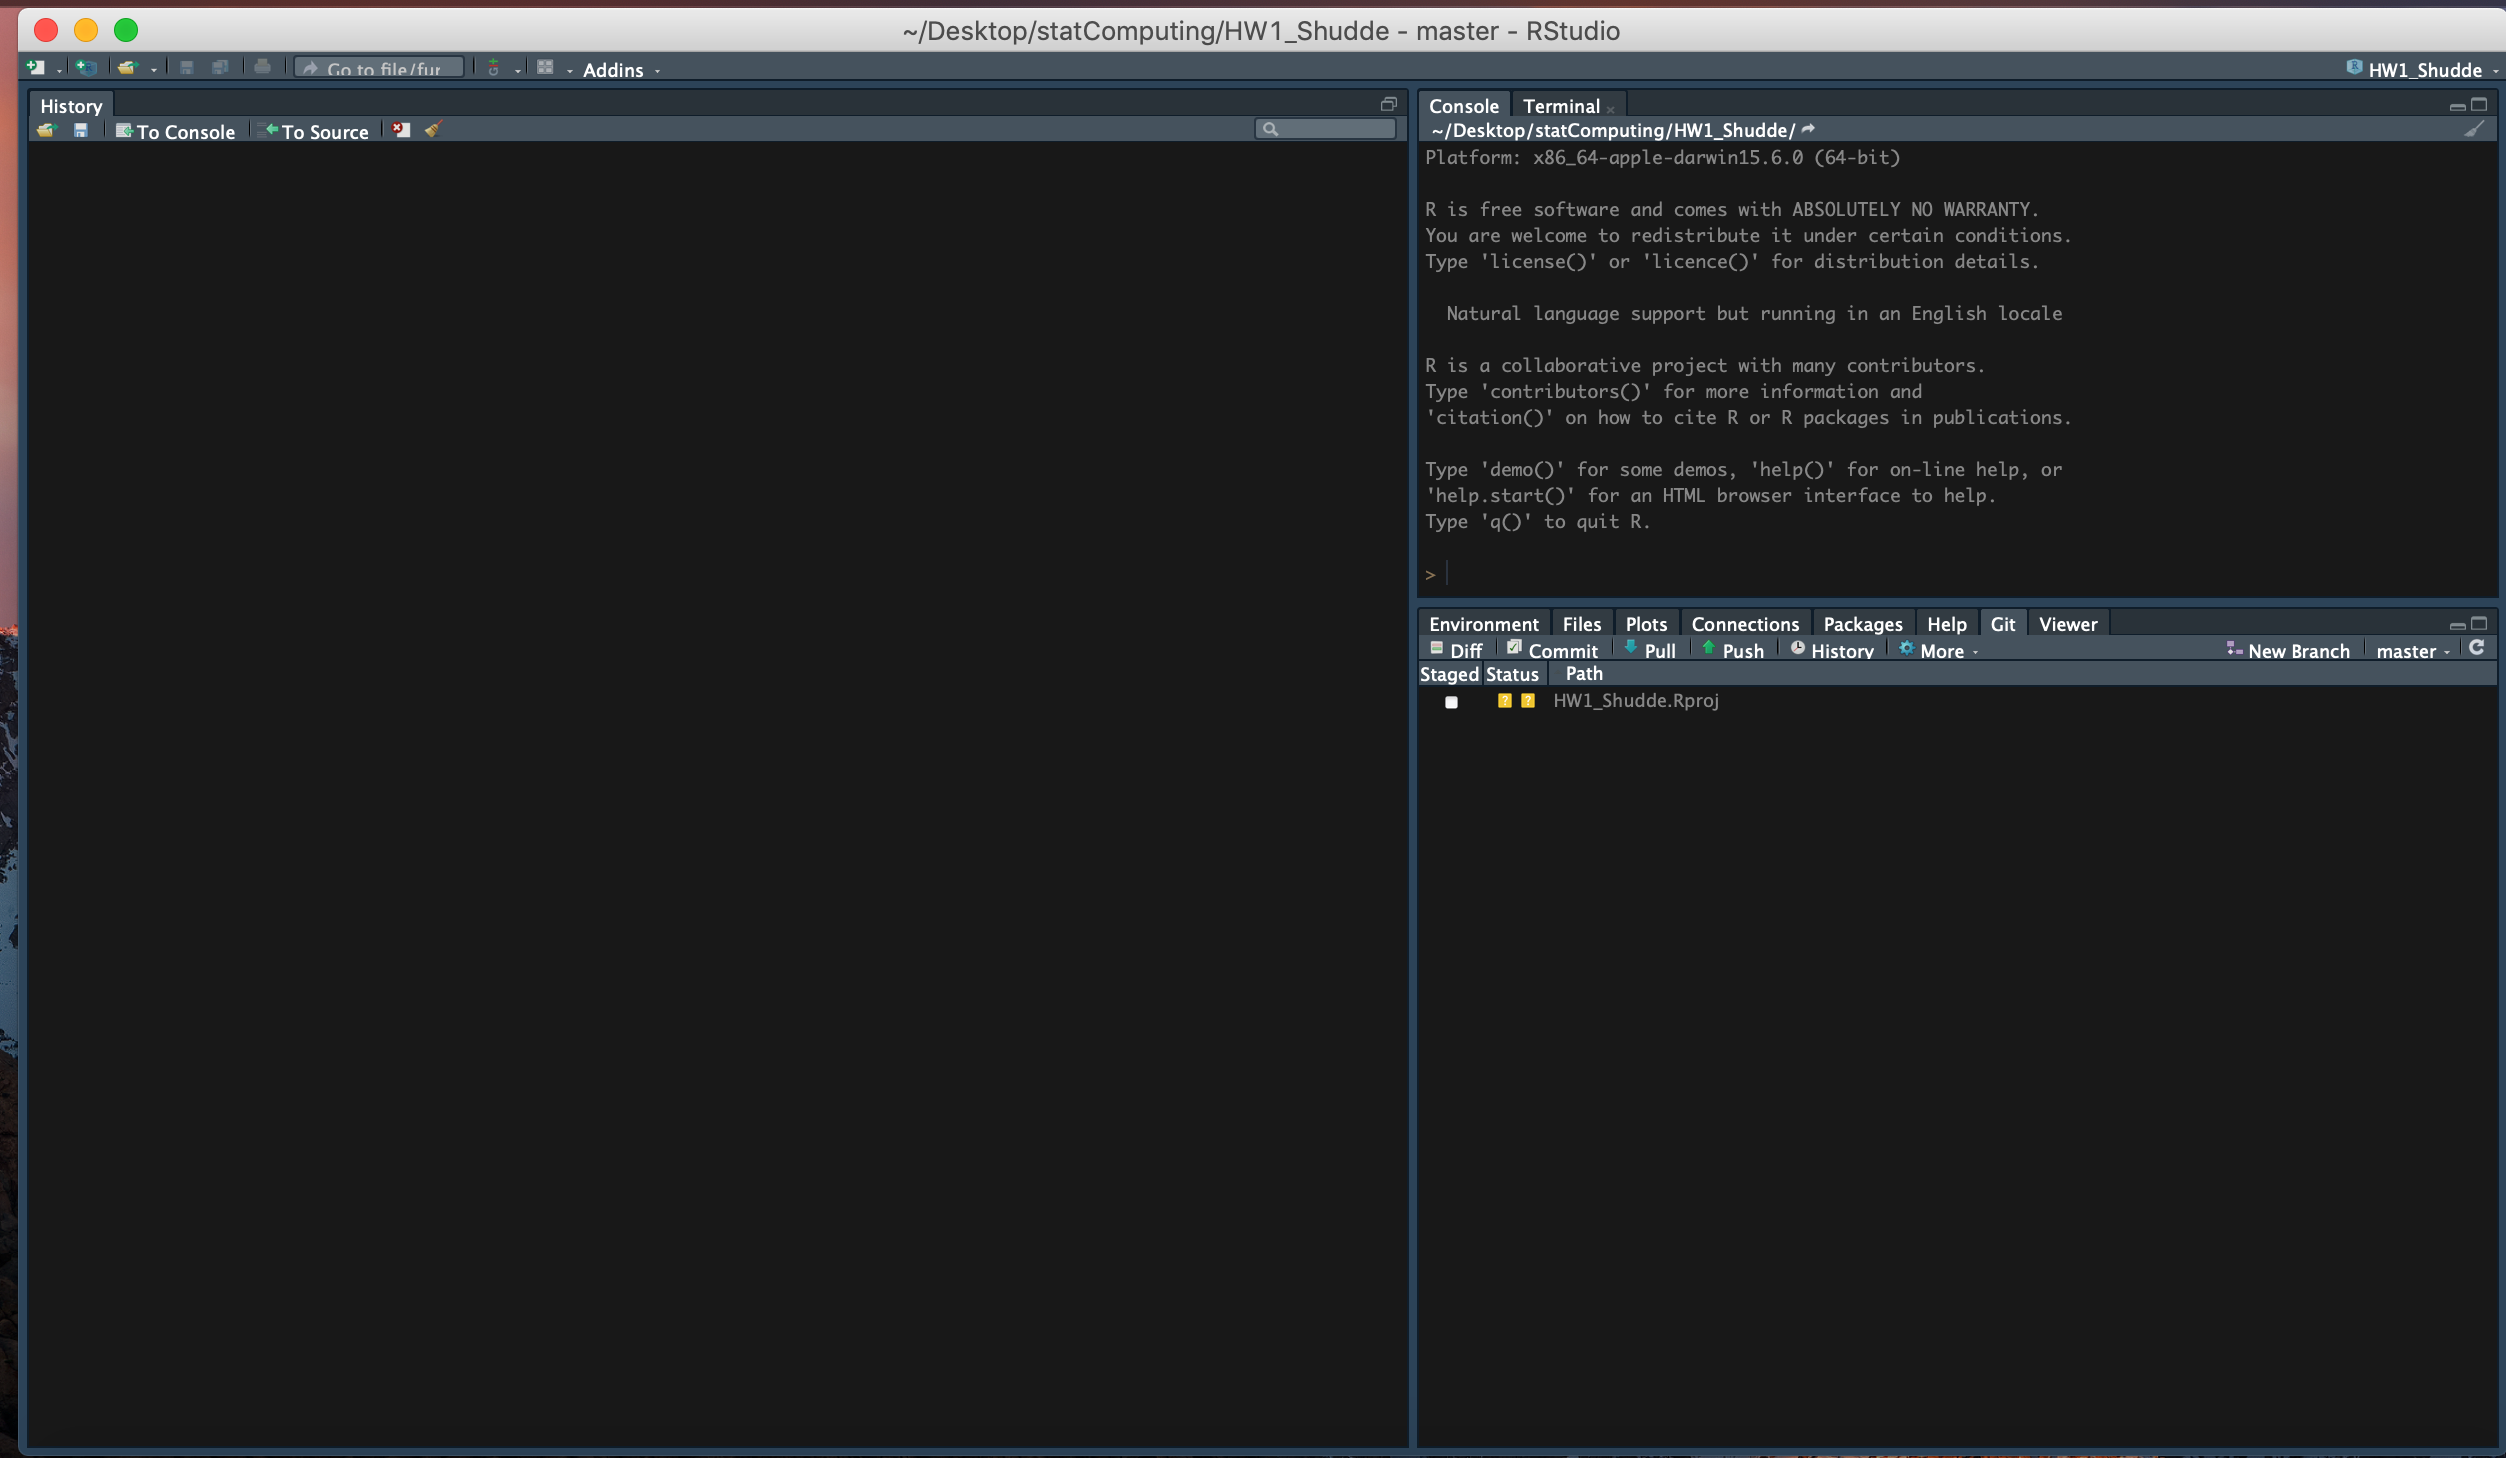 ~/Desktop/statComputing/HW1_Shudde - master - RStudio
Go to file/fur
Addins
HW1_Shudde
History
To Console
To Source
Console
Terminal
~/Desktop/statComputing/HW1_Shudde/
Platform: x86_64-apple-darwin15.6.0 (64-bit)
R is free software and comes with ABSOLUTELY NO WARRANTY.
You are welcome to redistribute it under certain conditions.
Type 'license()' or 'licence()' for distribution details.
Natural language support but running in an English locale
R is a collaborative project with many contributors.
Type 'contributors()' for more information and
'citation()' on how to cite R or R packages in publications.
Type 'demo()' for some demos, 'help()' for on-line help, or
'help.start()' for an HTML browser interface to help.
Type 'q()' to quit R.
>
Environment Files Plots Connections Packages Help Git Viewer
Diff Commit Pull Push History More New Branch master
Staged Status Path
? ? HW1_Shudde.Rproj